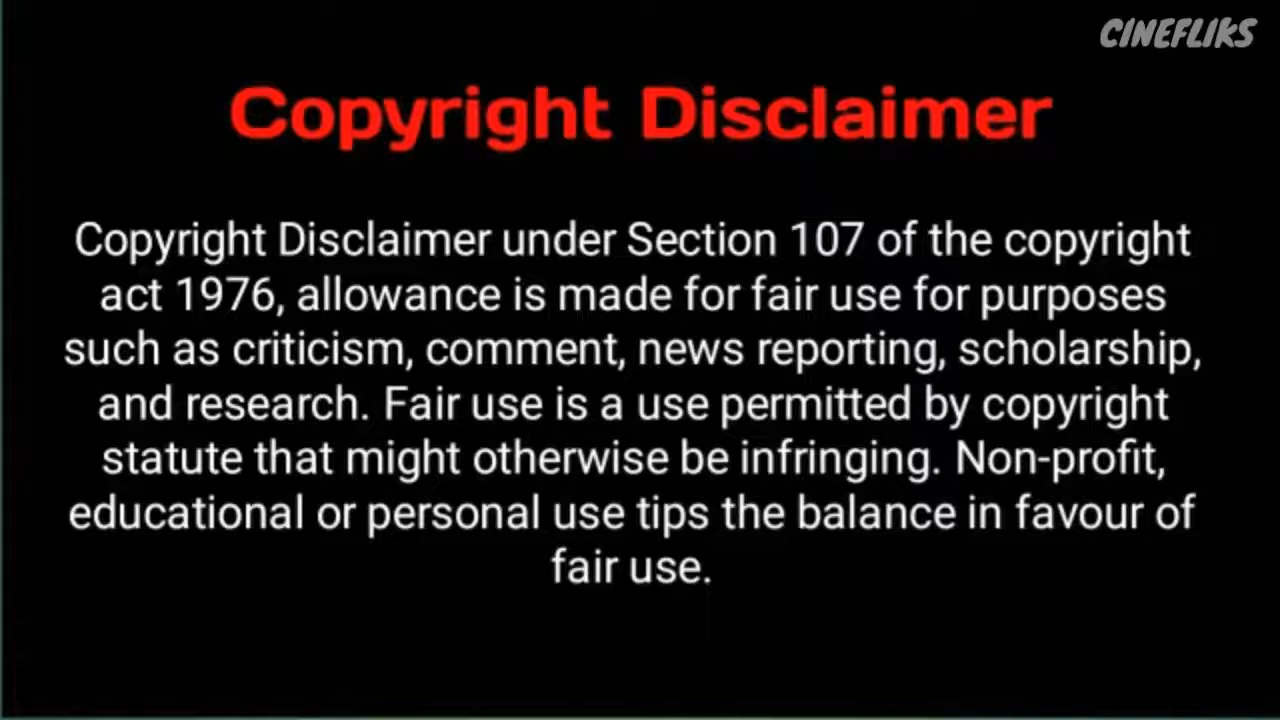 CINEFLIKS
Copyright Disclaimer
Copyright Disclaimer under Section 107 of the copyright
act 1976, allowance is made for fair use for purposes
such as criticism, comment, news reporting, scholarship,
and research. Fair use is a use permitted by copyright
statute that might otherwise be infringing. Non-profit,
educational or personal use tips the balance in favour of
fair use.